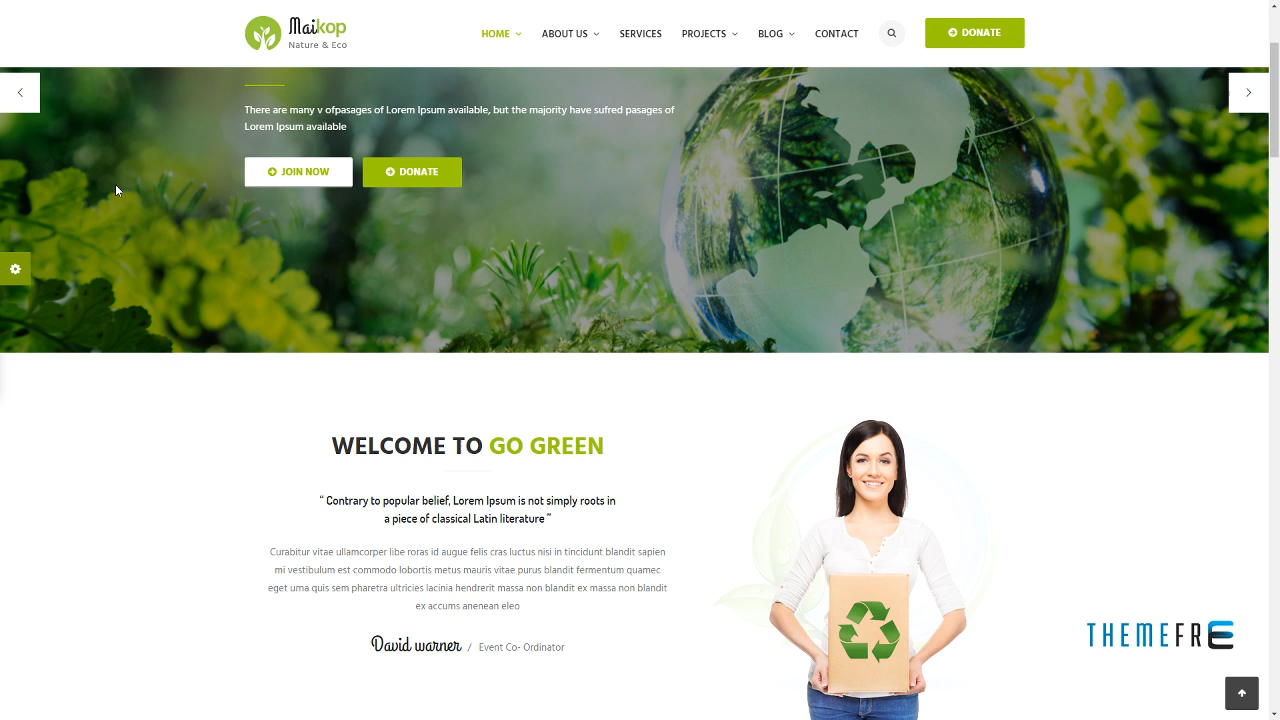 Maikop
Nature & Eco
HOME
ABOUT US
SERVICES
PROJECTS
BLOG
CONTACT
DONATE
There are many v ofpasages of Lorem Ipsum available, but the majority have sufred pasages of
Lorem Ipsum available
JOIN NOW
DONATE
WELCOME TO GO GREEN
“ Contrary to popular belief, Lorem Ipsum is not simply roots in
a piece of classical Latin literature ”
Curabitur vitae ullamcorper libe roras id augue felis cras luctus nisi in tincidunt blandit sapien
mi vestibulum est commodo lobortis metus mauris vitae purus blandit fermentum quamec
eget urna quis sem pharetra ultricies lacinia hendrerit massa non blandit ex massa non blandit
ex accums anenean eleo
David warner / Event Co- Ordinator
THEMEFRE